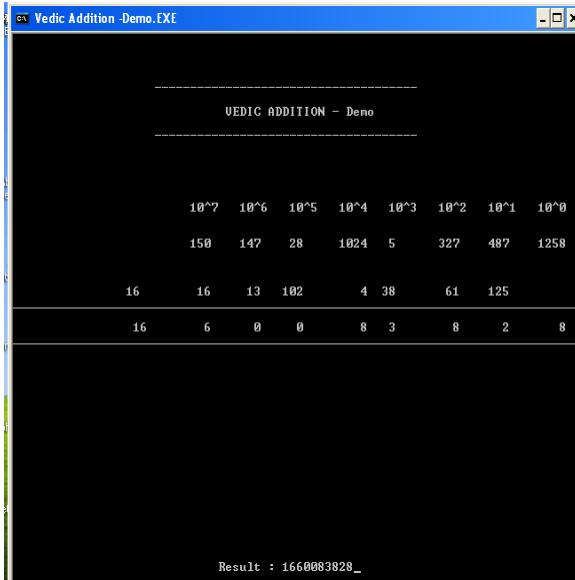 Vedic Addition -Demo.EXE
------------------------------------
VEDIC ADDITION - Demo
------------------------------------
10^7 10^6 10^5 10^4 10^3 10^2 10^1 10^0
150 147 28 1024 5 327 487 1258
16 16 13 102 4 38 61 125
16 6 0 0 8 3 8 2 8
Result : 1660083828_